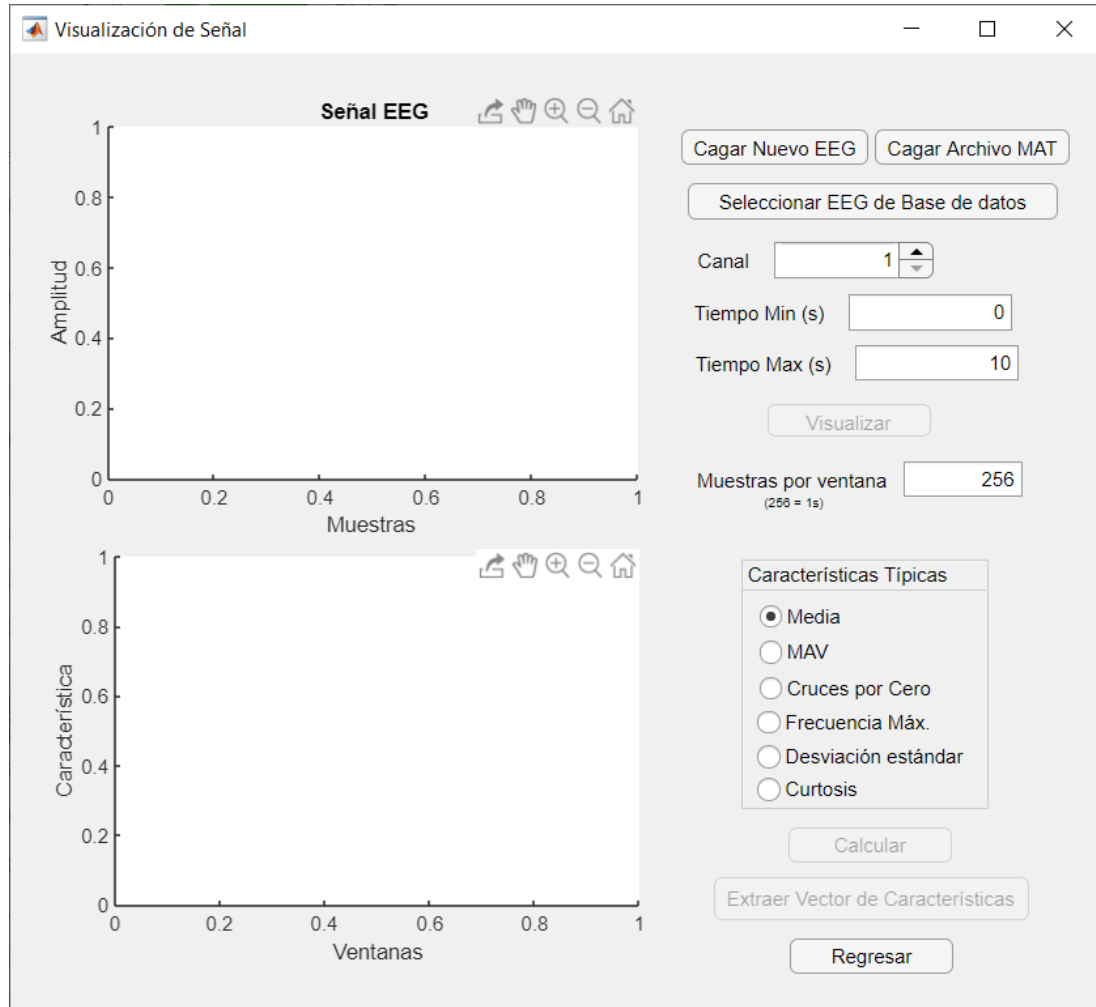 Visualización de Señal
Señal EEG
1
0.8
0.6
0.4
0.2
0
Amplitud
0 0.2 0.4 0.6 0.8 1
Muestras
1
0.8
0.6
0.4
0.2
0
Característica
0 0.2 0.4 0.6 0.8 1
Ventanas
Cagar Nuevo EEG Cagar Archivo MAT
Seleccionar EEG de Base de datos
Canal 1
Tiempo Min (s) 0
Tiempo Max (s) 10
Visualizar
Muestras por ventana 256
(256 = 1s)
Características Típicas
Media
MAV
Cruces por Cero
Frecuencia Máx.
Desviación estándar
Curtosis
Calcular
Extraer Vector de Características
Regresar